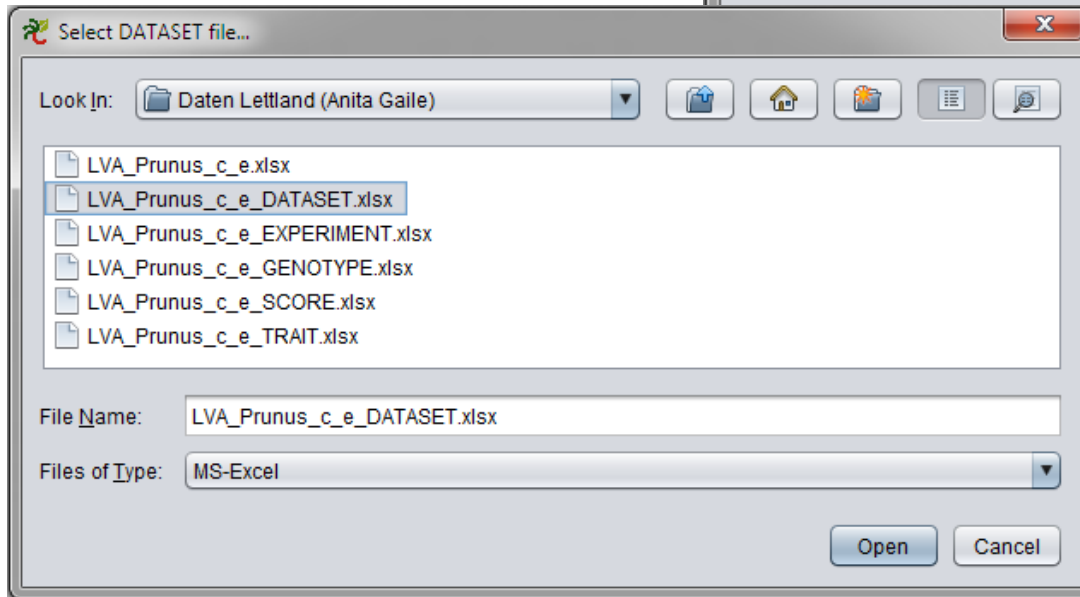 Select DATASET file...
Look In: Daten Lettland (Anita Gaile)
LVA_Prunus_c_e.xlsx
LVA_Prunus_c_e_DATASET.xlsx
LVA_Prunus_c_e_EXPERIMENT.xlsx
LVA_Prunus_c_e_GENOTYPE.xlsx
LVA_Prunus_c_e_SCORE.xlsx
LVA_Prunus_c_e_TRAIT.xlsx
File Name: LVA_Prunus_c_e_DATASET.xlsx
Files of Type: MS-Excel
Open Cancel